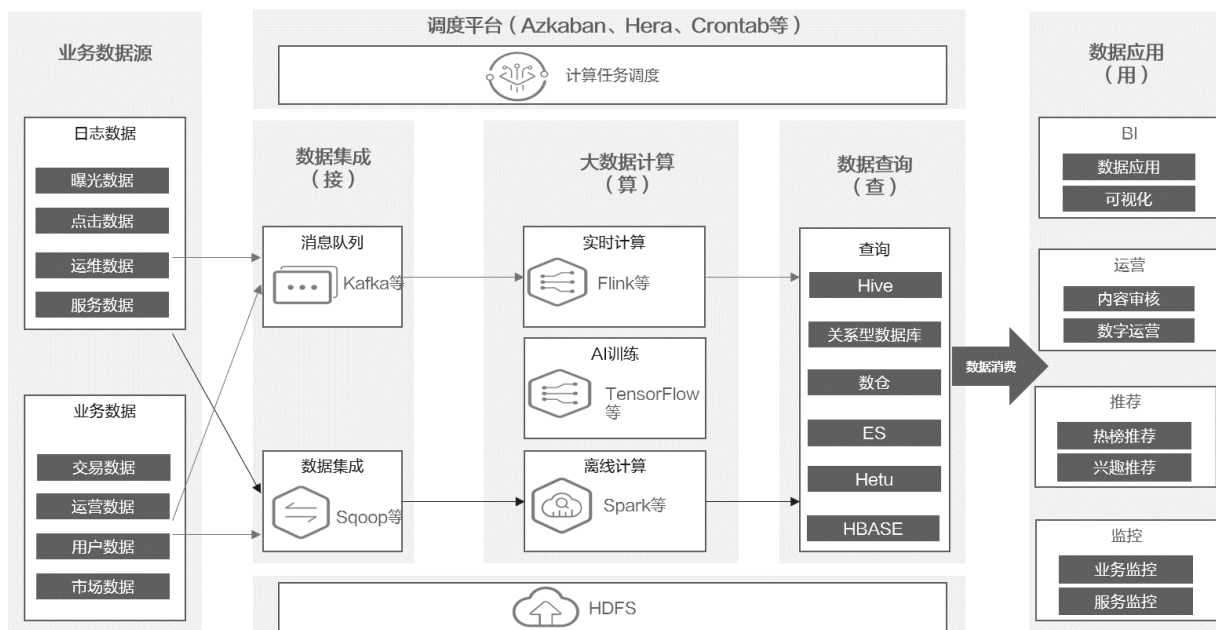 业务数据源
日志数据
曝光数据
点击数据
运维数据
服务数据
业务数据
交易数据
运营数据
用户数据
市场数据
调度平台（Azkaban、Hera、Crontab等）
计算任务调度
数据集成
（接）
消息队列
Kafka等
数据集成
Sqoop等
大数据计算
（算）
实时计算
Flink等
AI训练
TensorFlow
等
离线计算
Spark等
数据查询
（查）
查询
Hive
关系型数据库
数仓
ES
Hetu
HBASE
HDFS
数据消费
数据应用
（用）
BI
数据应用
可视化
运营
内容审核
数字运营
推荐
热榜推荐
兴趣推荐
监控
业务监控
服务监控